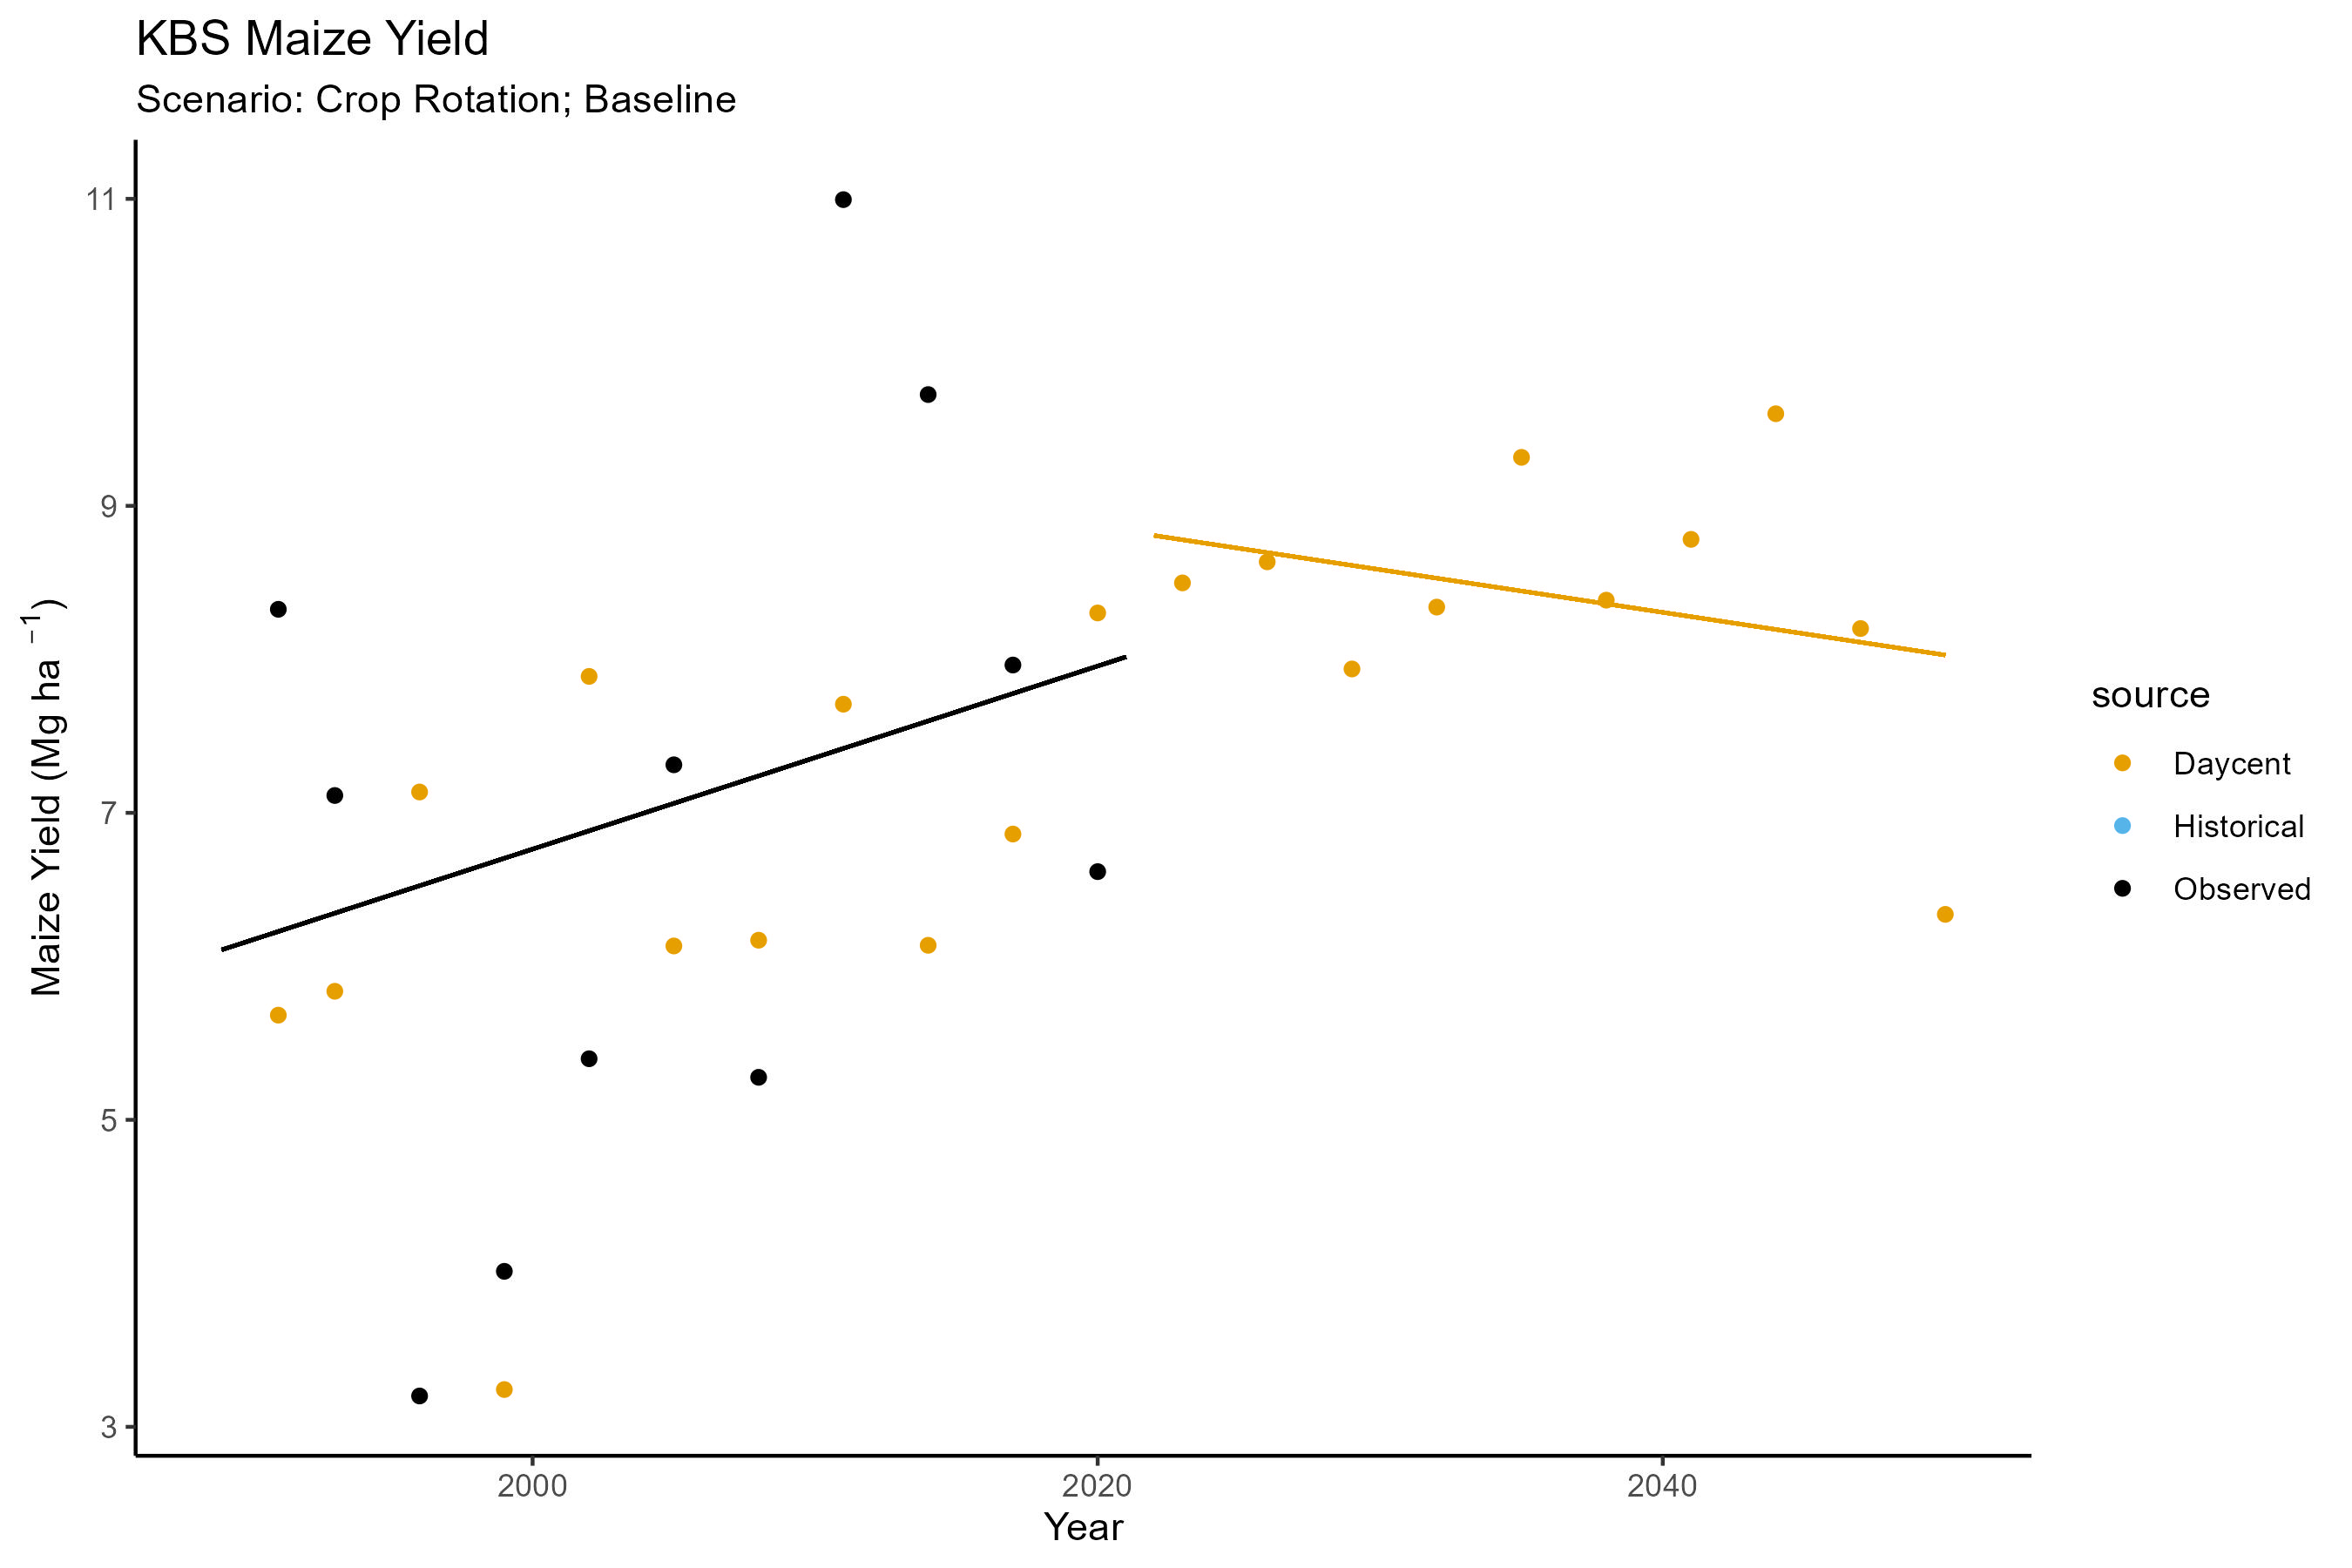 KBS Maize Yield
Scenario: Crop Rotation; Baseline
11
9
7
5
3
Maize Yield (Mg ha ⁻¹)
2000
2020
2040
Year
source
Daycent
Historical
Observed